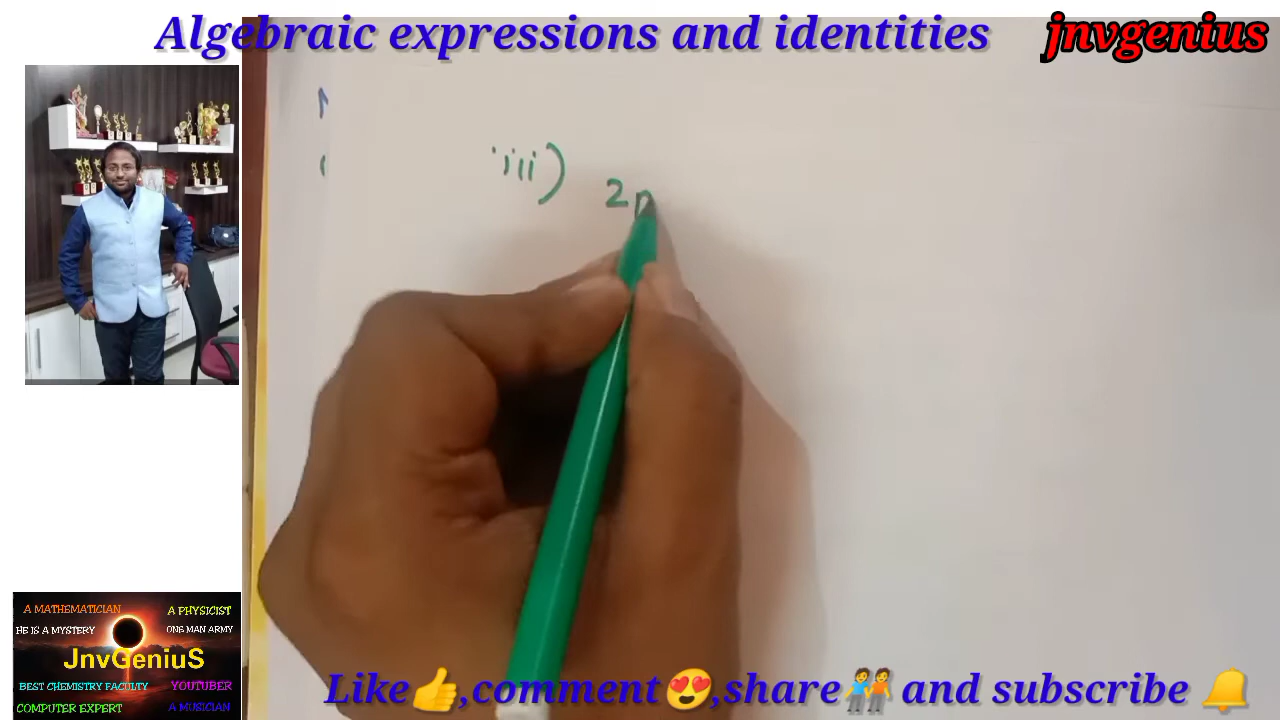 Algebraic expressions and identities
jnvgenius
iii) 2p
A MATHEMATICIAN
A PHYSICIST
HE IS A MYSTERY
ONE MAN ARMY
JnvGeniuS
BEST CHEMISTRY FACULTY
YOUTUBER
COMPUTER EXPERT
A MUSICIAN
Like👍,comment😍,share🧑‍🤝‍🧑 and subscribe 🔔